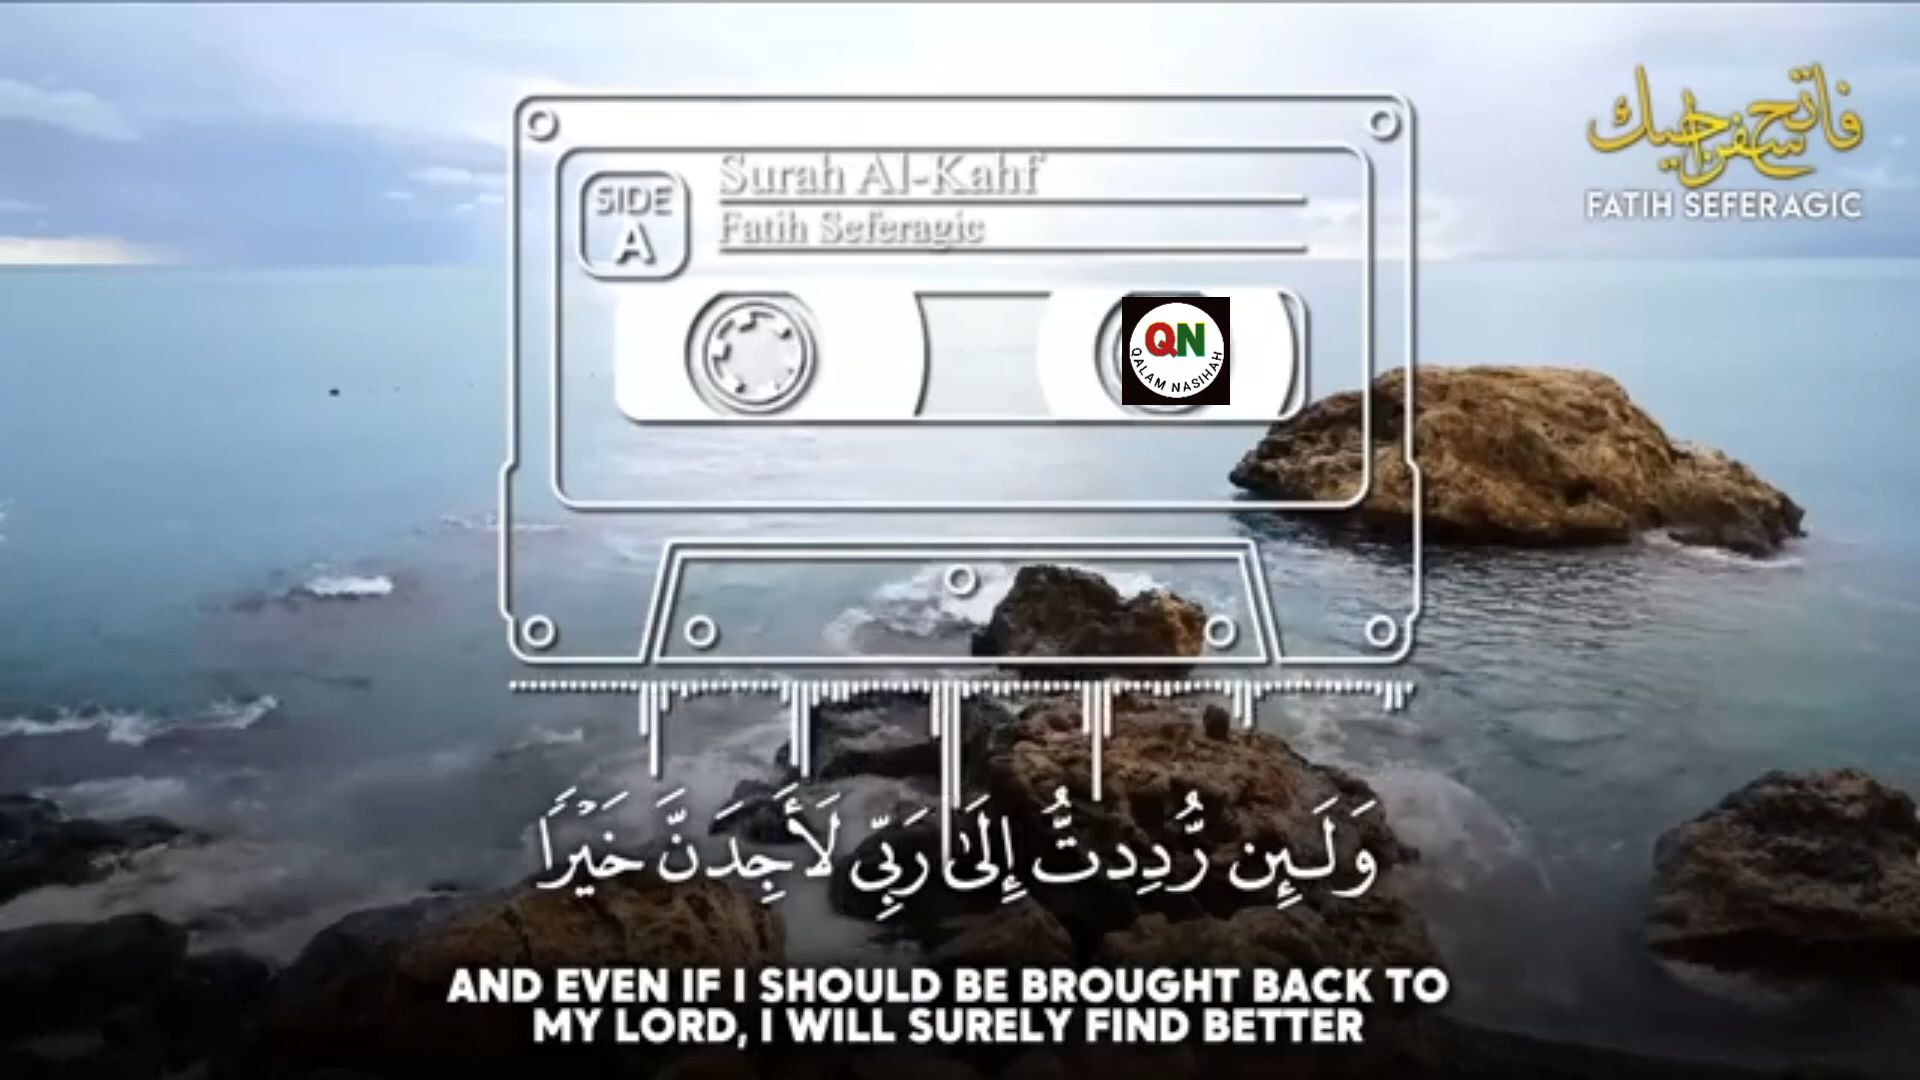 فاتح سفراجيك
FATIH SEFERAGIC
SIDE
A
Surah Al-Kahf
Fatih Seferagic
QN
QALAM NASIHAH
وَلَئِن رُّدِدتُّ إِلَىٰ رَبِّي لَأَجِدَنَّ خَيْرًا
AND EVEN IF I SHOULD BE BROUGHT BACK TO
MY LORD, I WILL SURELY FIND BETTER